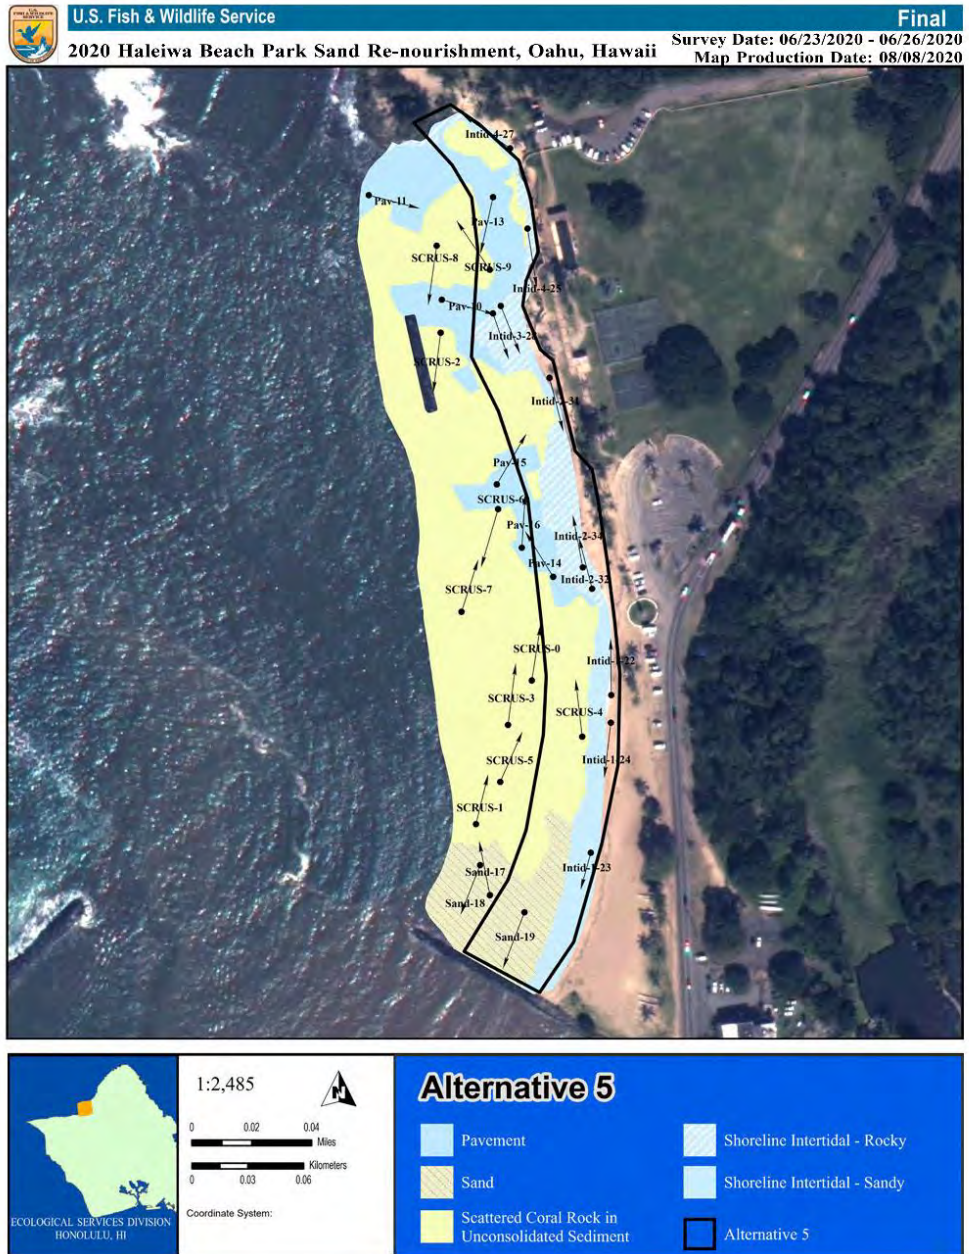 U.S.
FISH & WILDLIFE
SERVICE
U.S. Fish & Wildlife Service
Final
2020 Haleiwa Beach Park Sand Re-nourishment, Oahu, Hawaii
Survey Date: 06/23/2020 - 06/26/2020
Map Production Date: 08/08/2020
Intid-4-27
Pav-11
Pav-13
SCRUS-8
SCRUS-9
Intid-4-25
Pav-10
Intid-3-28
SCRUS-2
Pav-15
SCRUS-6
Pav-16
Intid-2-34
Pav-14
Intid-2-32
SCRUS-7
SCRUS-0
Intid-1-22
SCRUS-3
SCRUS-4
SCRUS-5
Intid-1-24
SCRUS-1
Sand-17
Intid-1-23
Sand-18
Sand-19
ECOLOGICAL SERVICES DIVISION
HONOLULU, HI
1:2,485
N
0 0.02 0.04
Miles
Kilometers
0 0.03 0.06
Coordinate System:
Alternative 5
Pavement
Sand
Scattered Coral Rock in
Unconsolidated Sediment
Shoreline Intertidal - Rocky
Shoreline Intertidal - Sandy
Alternative 5